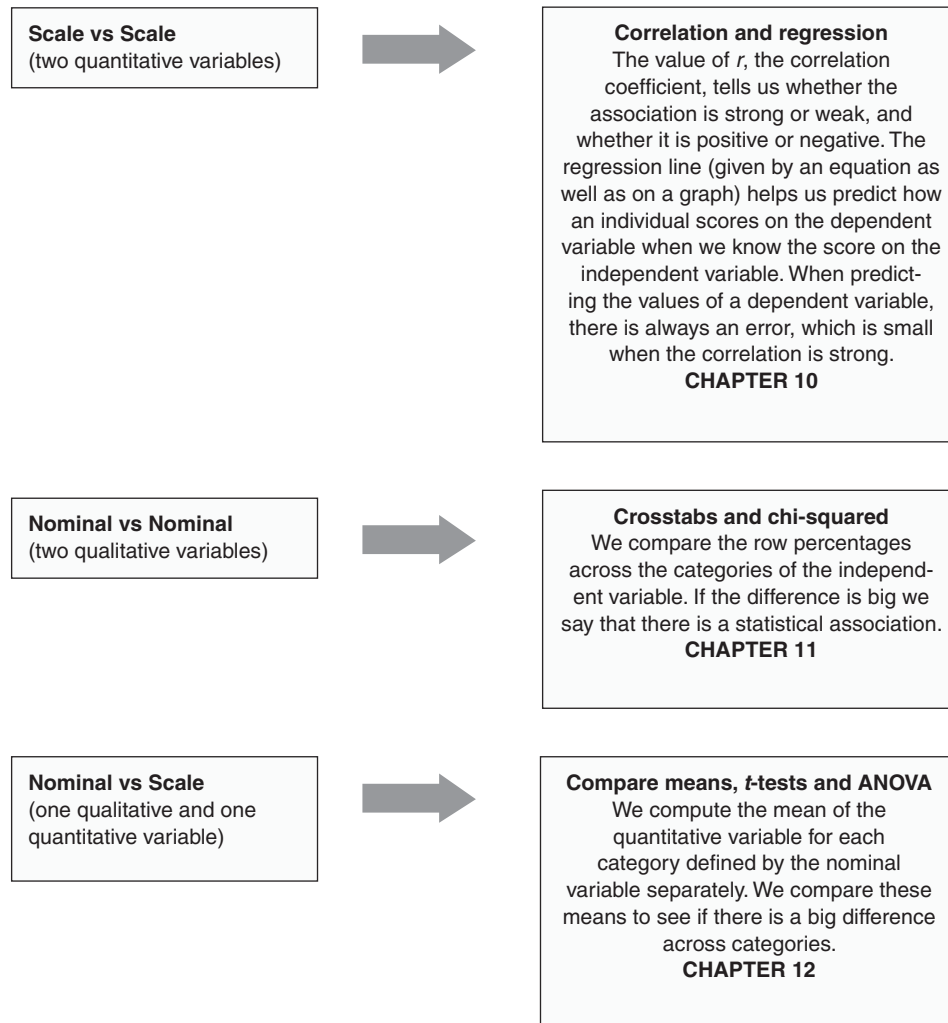 Scale vs Scale
(two quantitative variables)
Correlation and regression
The value of r, the correlation
coefficient, tells us whether the
association is strong or weak, and
whether it is positive or negative. The
regression line (given by an equation as
well as on a graph) helps us predict how
an individual scores on the dependent
variable when we know the score on the
independent variable. When predict-
ing the values of a dependent variable,
there is always an error, which is small
when the correlation is strong.
CHAPTER 10
Nominal vs Nominal
(two qualitative variables)
Crosstabs and chi-squared
We compare the row percentages
across the categories of the independ-
ent variable. If the difference is big we
say that there is a statistical association.
CHAPTER 11
Nominal vs Scale
(one qualitative and one
quantitative variable)
Compare means, t-tests and ANOVA
We compute the mean of the
quantitative variable for each
category defined by the nominal
variable separately. We compare these
means to see if there is a big difference
across categories.
CHAPTER 12